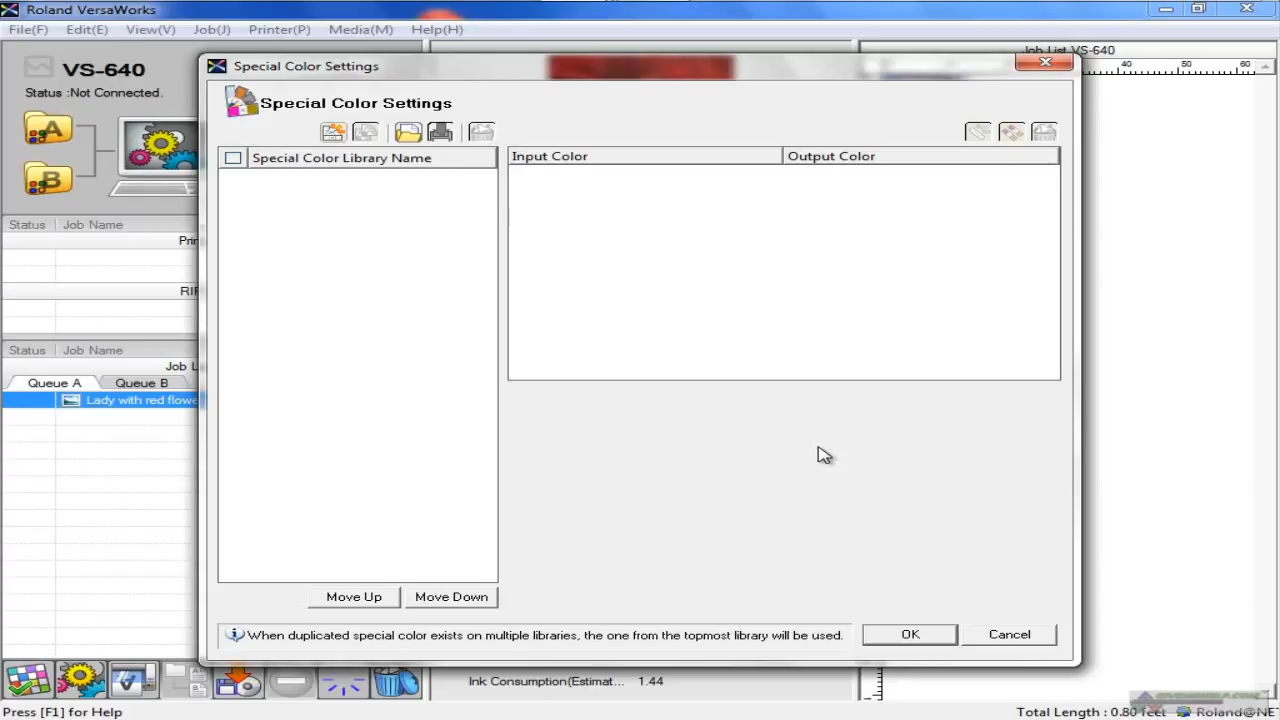 Roland VersaWorks
File(F) Edit(E) View(V) Job(J) Printer(P) Media(M) Help(H)
VS-640
Status :Not Connected.
A
B
Status Job Name
Prin
RIF
Status Job Name
Job L
Queue A Queue B
Lady with red flowe
Job List VS-640
40 50 60
Special Color Settings
Special Color Settings
Special Color Library Name
Input Color Output Color
Move Up Move Down
When duplicated special color exists on multiple libraries, the one from the topmost library will be used.
OK Cancel
Ink Consumption(Estimat... 1.44
Press [F1] for Help
Total Length : 0.80 feet Roland@NE